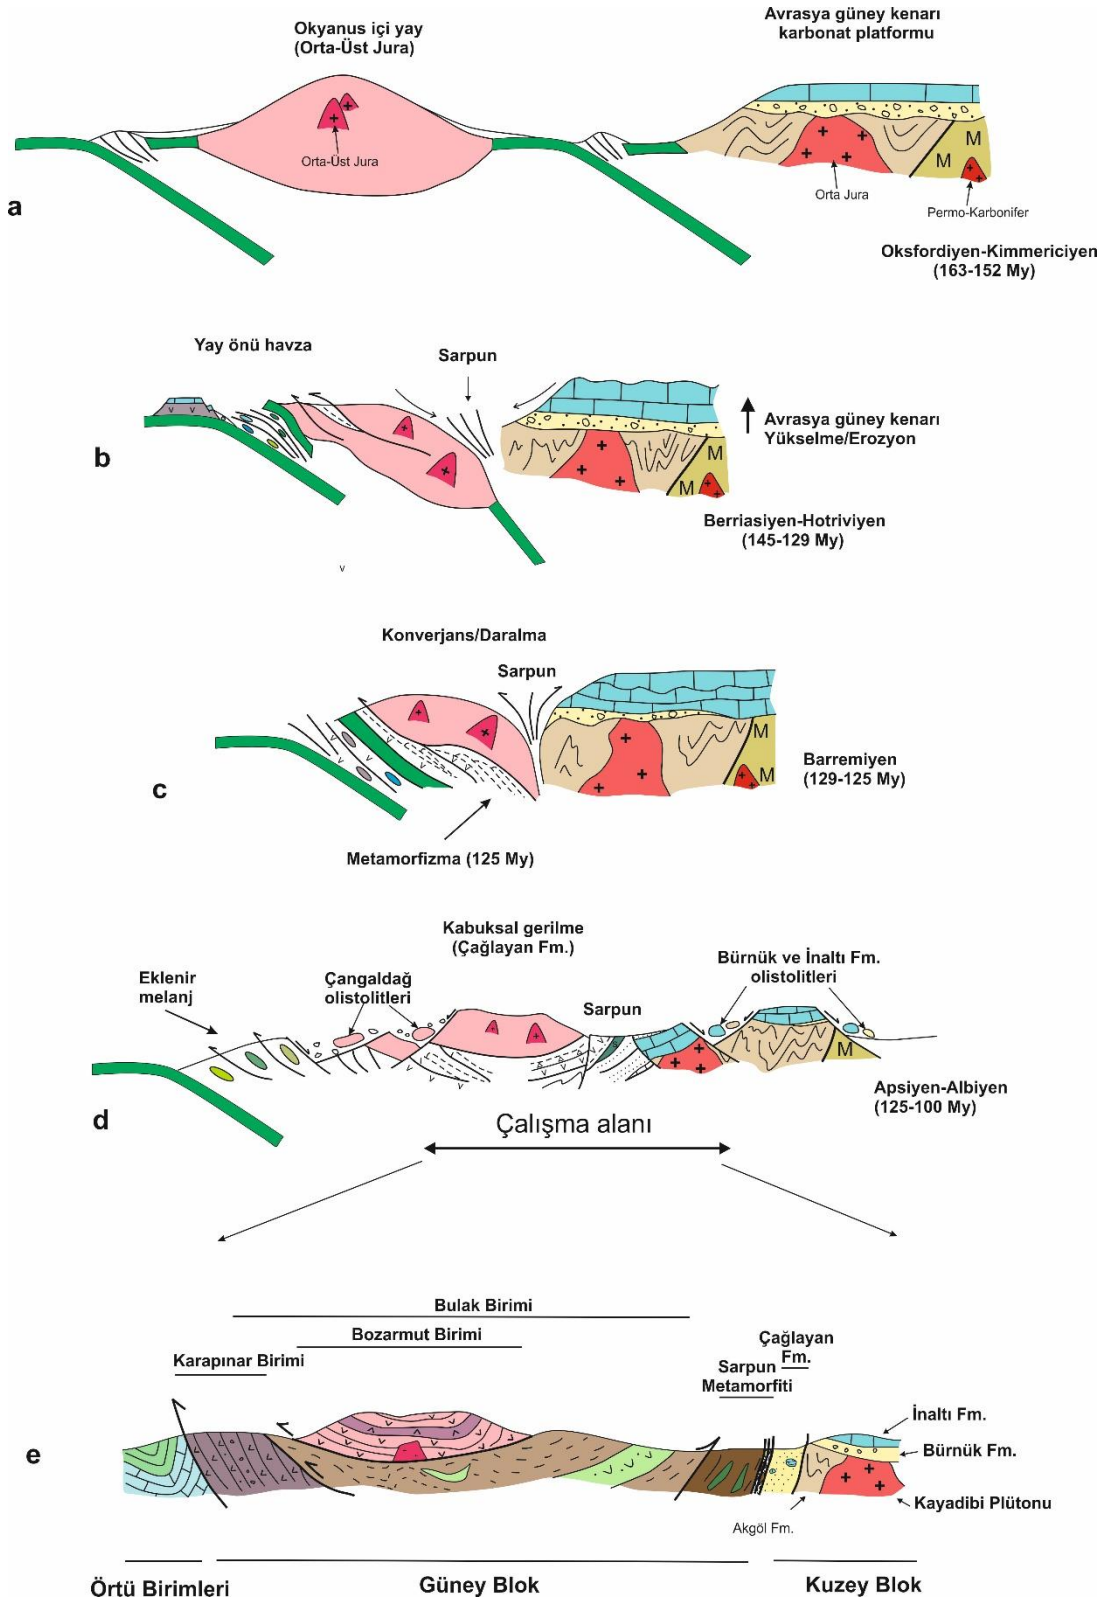 Okyanus içi yay
(Orta-Üst Jura)
Avrasya güney kenarı
karbonat platformu
Orta-Üst Jura
Orta Jura
M
M
Permo-Karbonifer
a
Oksfordiyen-Kimmericiyen
(163-152 My)
Yay önü havza
Sarpun
Avrasya güney kenarı
Yükselme/Erozyon
b
M
M
Berriasiyen-Hotriviyen
(145-129 My)
Konverjans/Daralma
Sarpun
M
M
Barremiyen
(129-125 My)
c
Metamorfizma (125 My)
Kabuksal gerilme
(Çağlayan Fm.)
Eklenir
melanj
Çangaldağ
olistolitleri
Sarpun
Bürnük ve İnaltı Fm.
olistolitleri
M
Apsiyen-Albiyen
(125-100 My)
d
Çalışma alanı
Bulak Birimi
Bozarmut Birimi
Karapınar Birimi
Çağlayan
Fm.
Sarpun
Metamorfiti
İnaltı Fm.
Bürnük Fm.
e
Kayadibi Plütonu
Akgöl Fm.
Örtü Birimleri
Güney Blok
Kuzey Blok